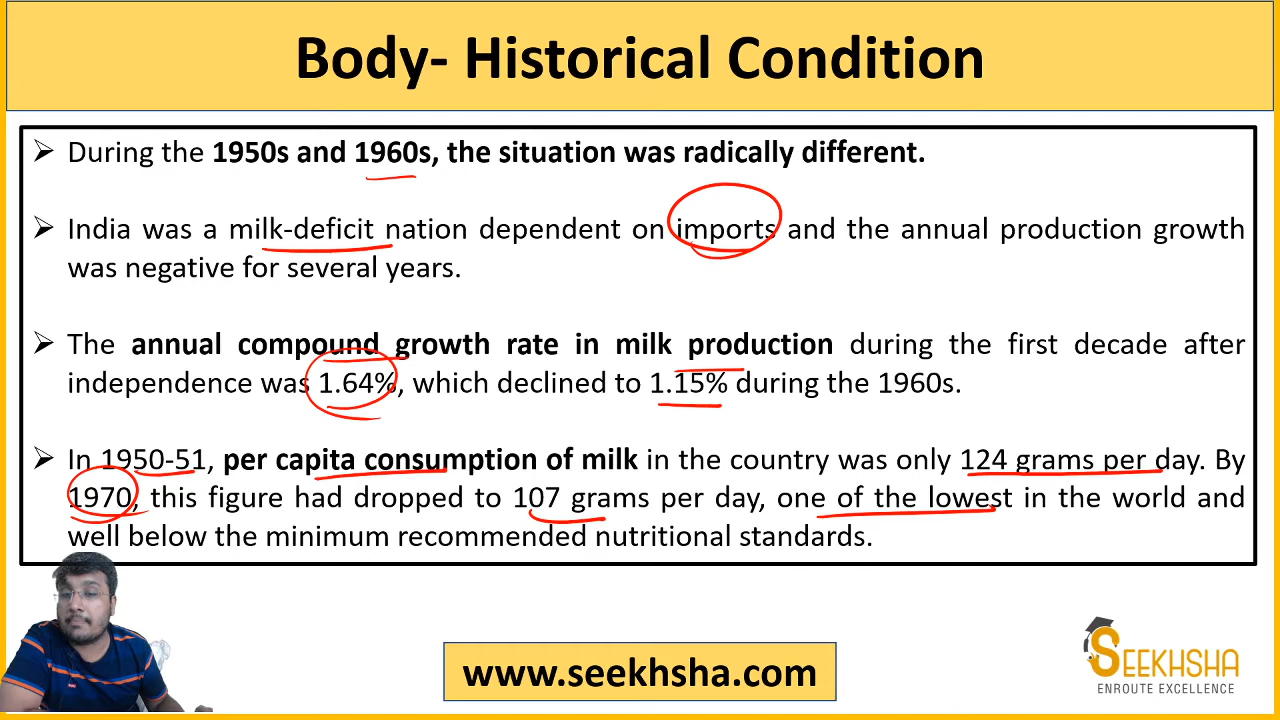 Body- Historical Condition
➢ During the 1950s and 1960s, the situation was radically different.
➢ India was a milk-deficit nation dependent on imports and the annual production growth
was negative for several years.
➢ The annual compound growth rate in milk production during the first decade after
independence was 1.64%, which declined to 1.15% during the 1960s.
➢ In 1950-51, per capita consumption of milk in the country was only 124 grams per day. By
1970, this figure had dropped to 107 grams per day, one of the lowest in the world and
well below the minimum recommended nutritional standards.
www.seekhsha.com
SEEKHSHA
ENROUTE EXCELLENCE